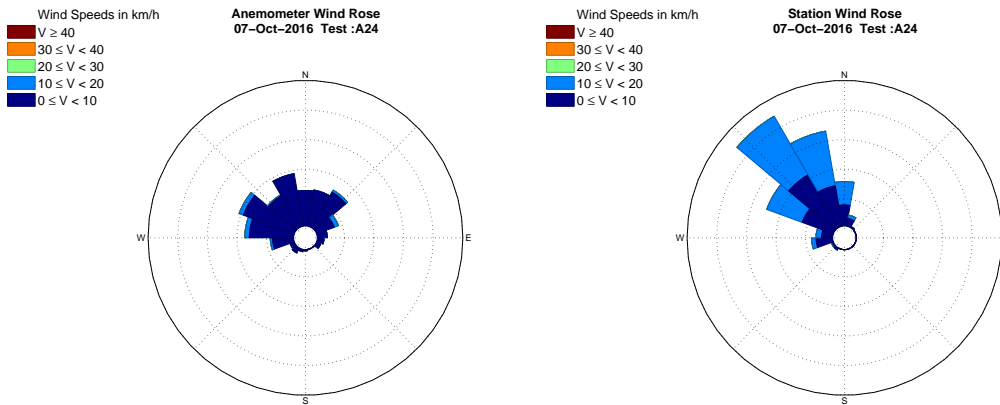 Wind Speeds in km/h
V ≥ 40
30 ≤ V < 40
20 ≤ V < 30
10 ≤ V < 20
0 ≤ V < 10
Anemometer Wind Rose
07−Oct−2016 Test :A24
N
W
E
S
Wind Speeds in km/h
V ≥ 40
30 ≤ V < 40
20 ≤ V < 30
10 ≤ V < 20
0 ≤ V < 10
Station Wind Rose
07−Oct−2016 Test :A24
N
W
S